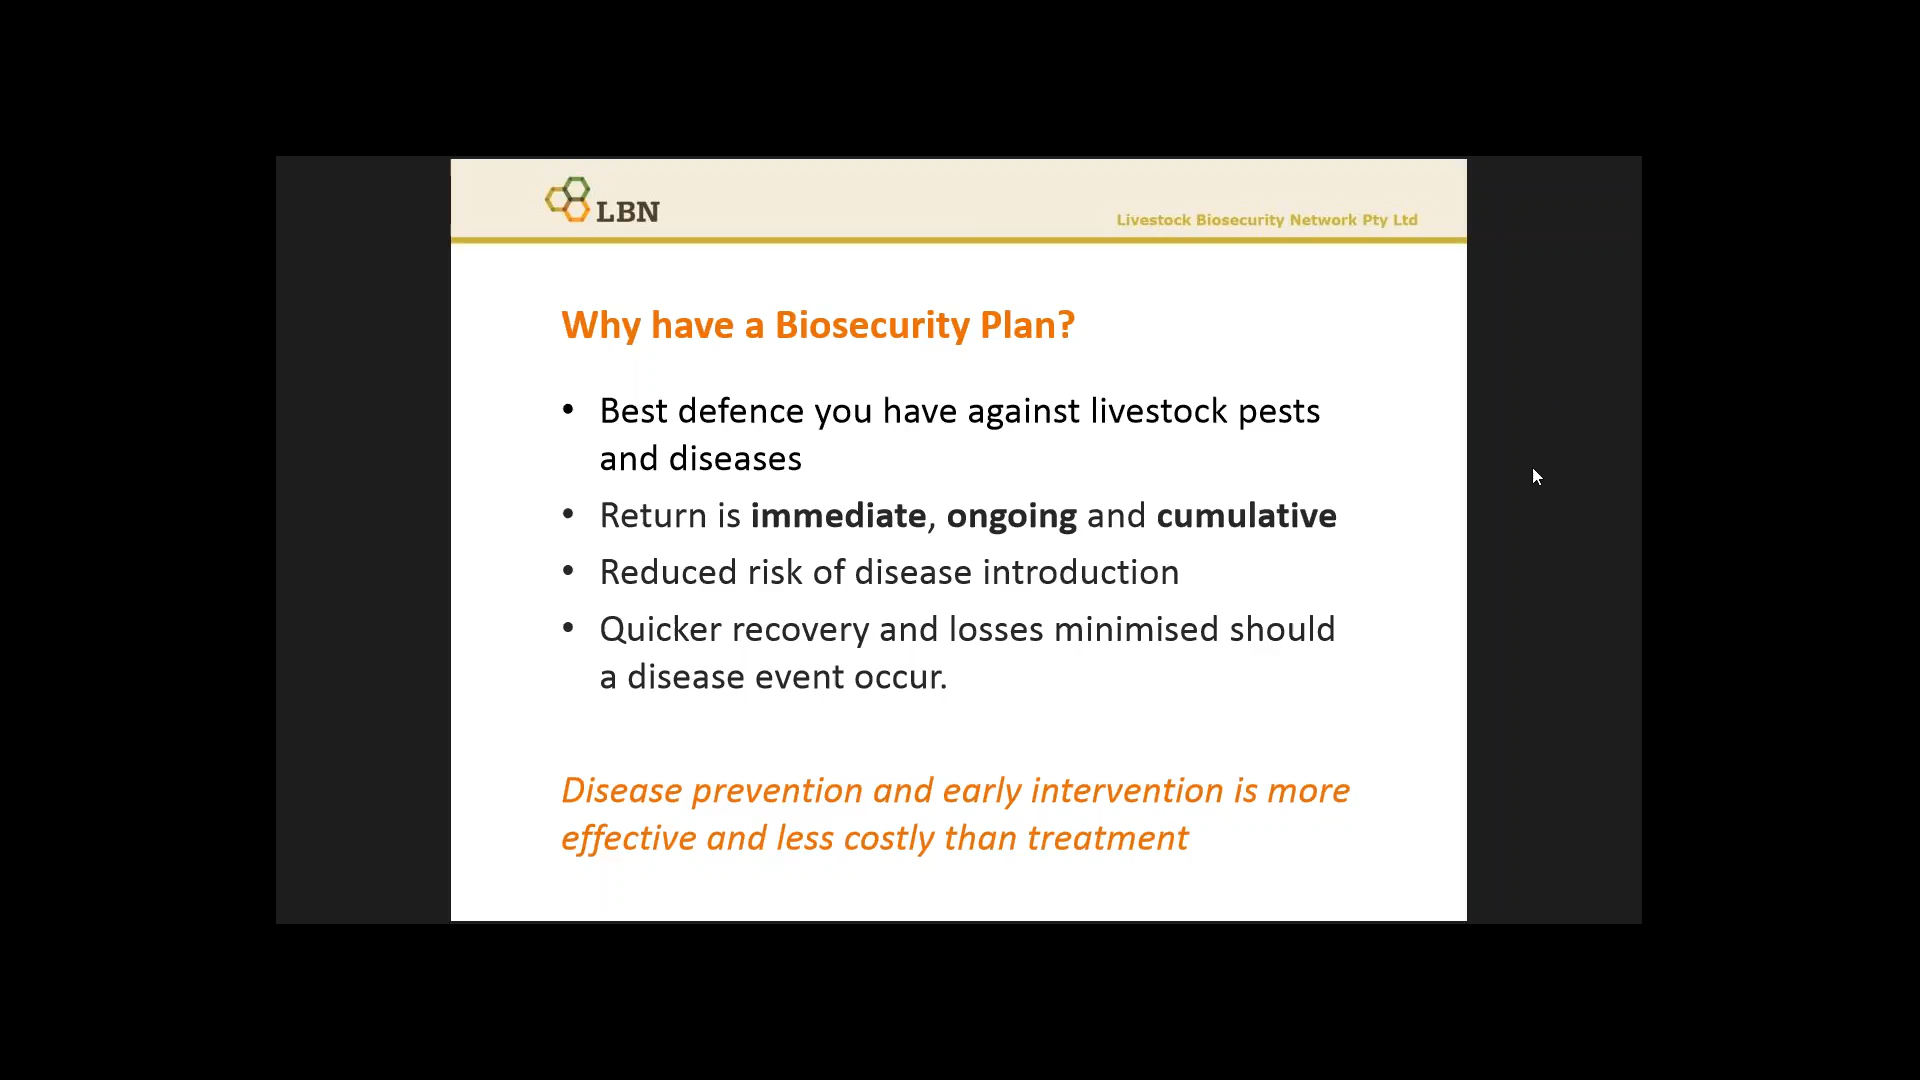 LBN
Livestock Biosecurity Network Pty Ltd
Why have a Biosecurity Plan?
• Best defence you have against livestock pests
and diseases
• Return is immediate, ongoing and cumulative
• Reduced risk of disease introduction
• Quicker recovery and losses minimised should
a disease event occur.
Disease prevention and early intervention is more
effective and less costly than treatment